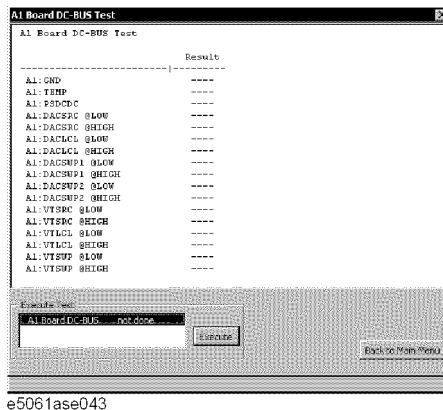 A1 Board DC-BUS Test
A1 Board DC-BUS Test
Result
-----------------------|--------
A1:GND ----
A1:TEMP ----
A1:PSDCDC ----
A1:DACSRC @LOW ----
A1:DACSRC @HIGH ----
A1:DACLCL @LOW ----
A1:DACLCL @HIGH ----
A1:DACSWP1 @LOW ----
A1:DACSWP1 @HIGH ----
A1:DACSWP2 @LOW ----
A1:DACSWP2 @HIGH ----
A1:VTSRC @LOW ----
A1:VTSRC @HIGH ----
A1:VTLCL @LOW ----
A1:VTLCL @HIGH ----
A1:VTSWP @LOW ----
A1:VTSWP @HIGH ----
Execute Test
A1 Board DC-BUS..... not done
Execute
Back to Main Menu
e5061ase043